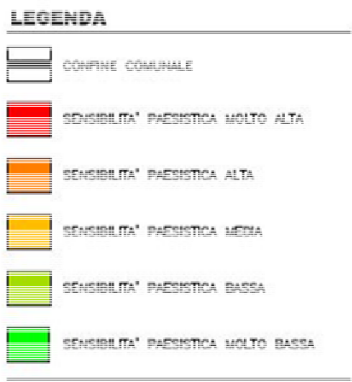 LEGENDA
CONFINE COMUNALE
SENSIBILITA' PAESISTICA MOLTO ALTA
SENSIBILITA' PAESISTICA ALTA
SENSIBILITA' PAESISTICA MEDIA
SENSIBILITA' PAESISTICA BASSA
SENSIBILITA' PAESISTICA MOLTO BASSA